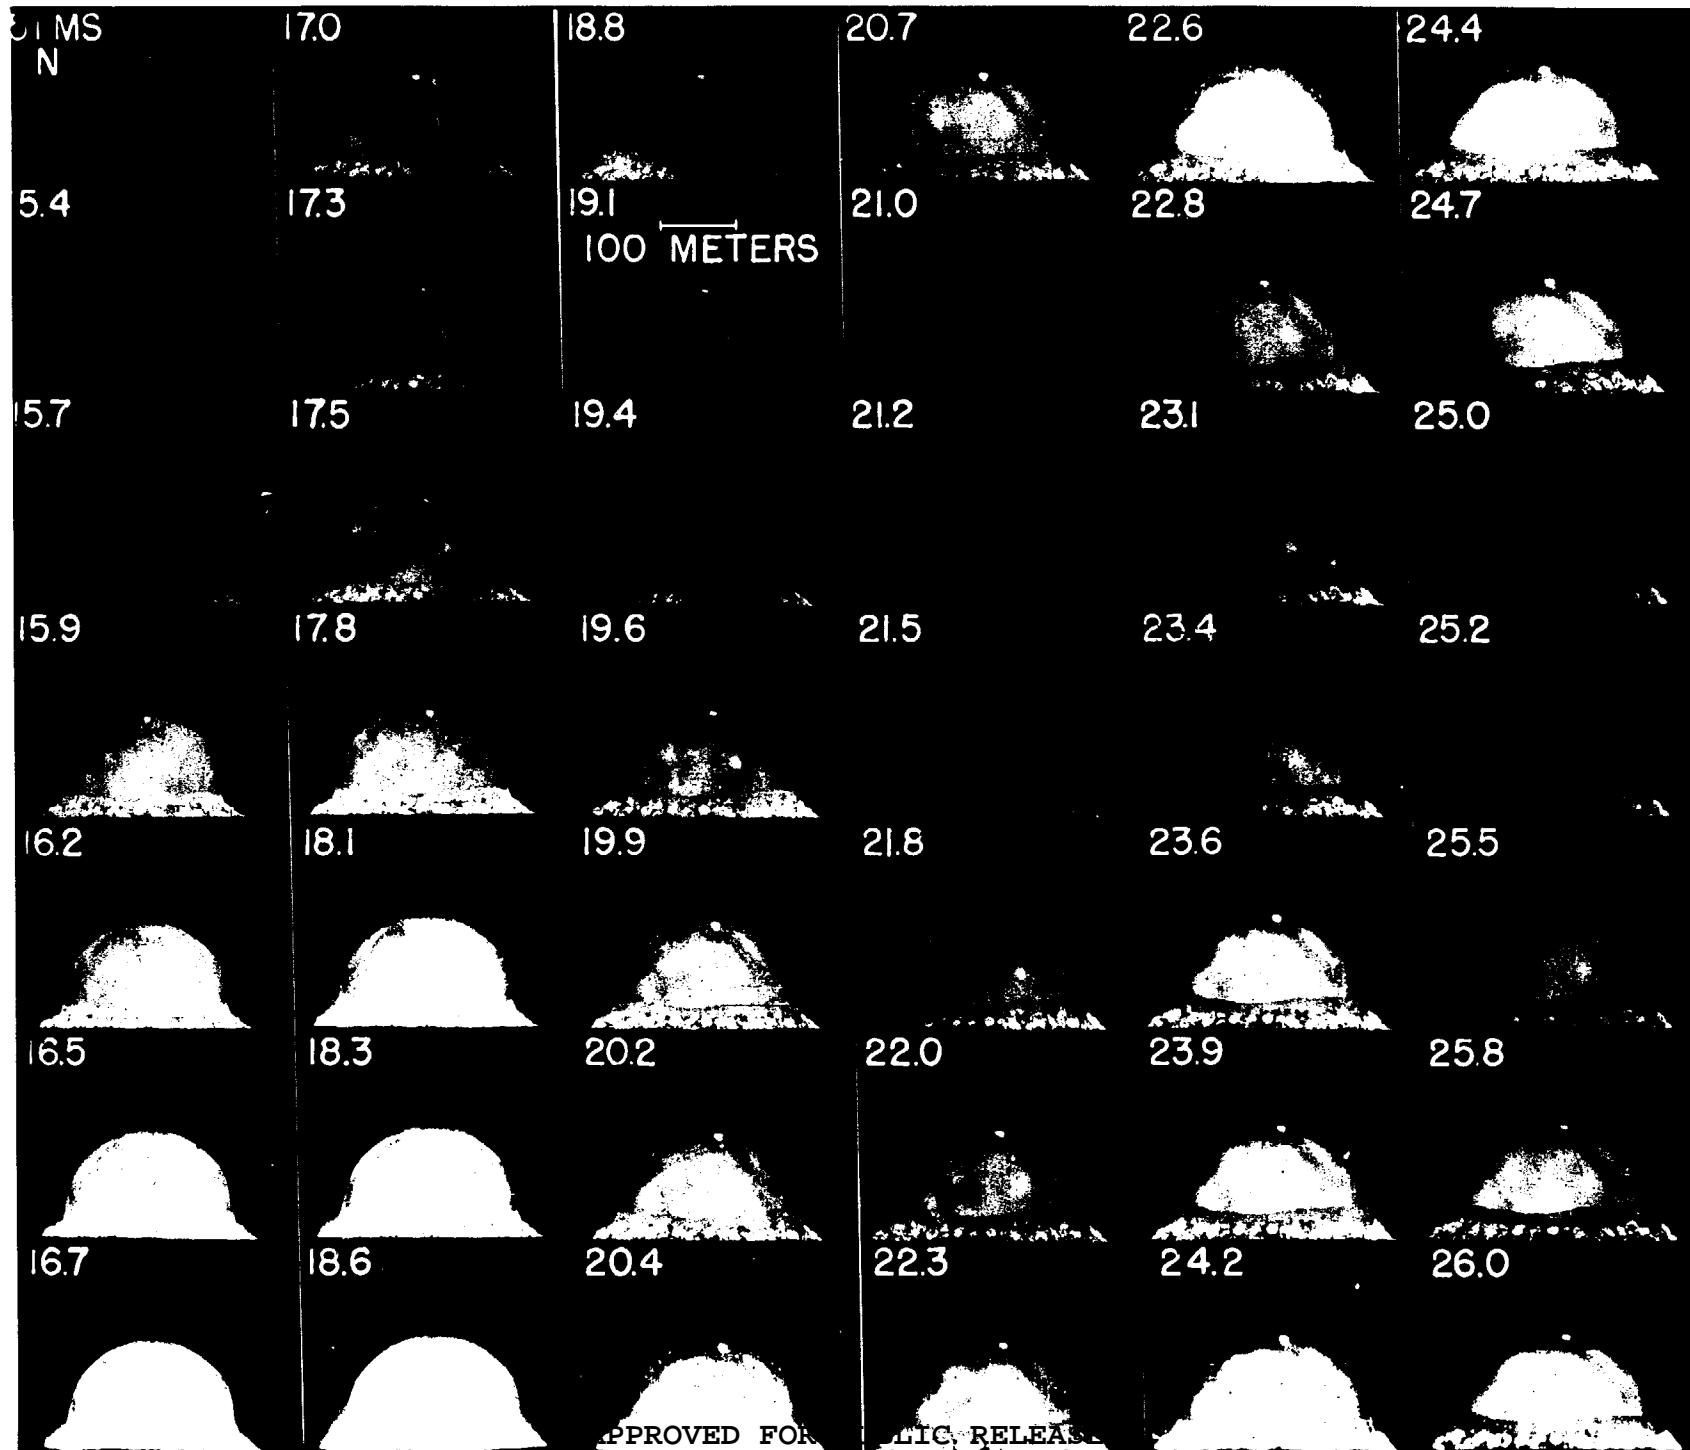 MS 17.0 18.8 20.7 22.6 24.4
N
5.4 17.3 19.1 21.0 22.8 24.7
100 METERS
15.7 17.5 19.4 21.2 23.1 25.0
15.9 17.8 19.6 21.5 23.4 25.2
16.2 18.1 19.9 21.8 23.6 25.5
16.5 18.3 20.2 22.0 23.9 25.8
16.7 18.6 20.4 22.3 24.2 26.0
PPROVED FOR LIC RELEAS